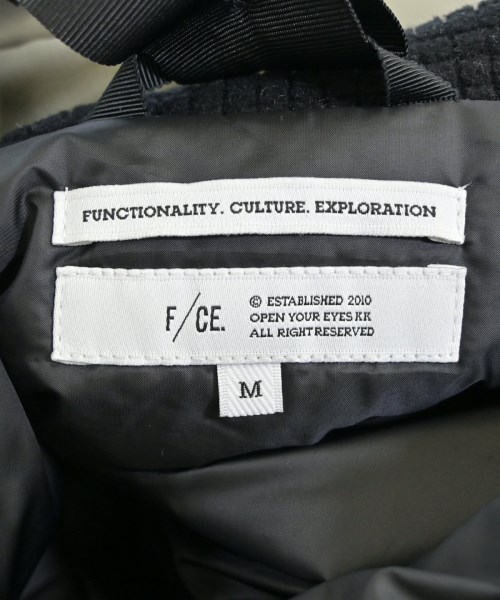 FUNCTIONALITY. CULTURE. EXPLORATION
F/CE.
© ESTABLISHED 2010
OPEN YOUR EYES KK
ALL RIGHT RESERVED
M